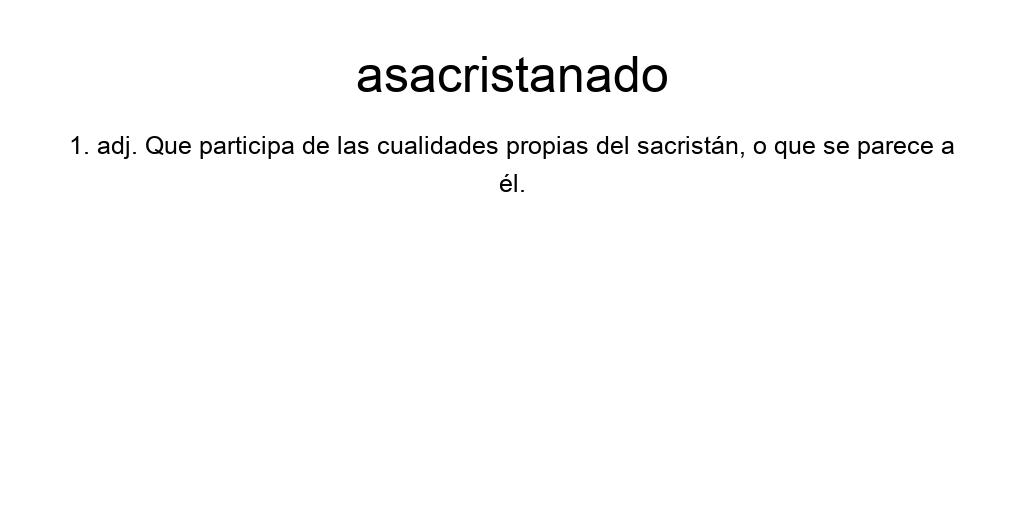 asacristanado
1. adj. Que participa de las cualidades propias del sacristán, o que se parece a
él.